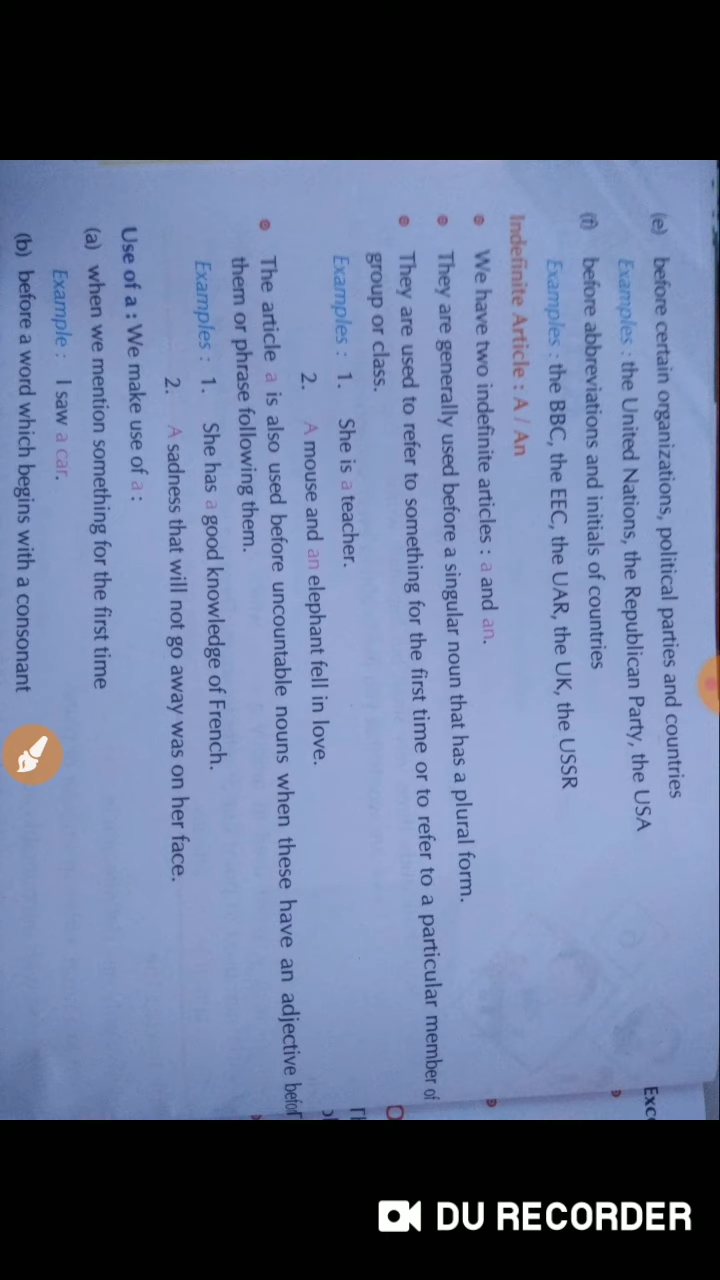 (e) before certain organizations, political parties and countries
Examples : the United Nations, the Republican Party, the USA
(f) before abbreviations and initials of countries
Examples : the BBC, the EEC, the UAR, the UK, the USSR
Indefinite Article : A / An
We have two indefinite articles : a and an.
They are generally used before a singular noun that has a plural form.
They are used to refer to something for the first time or to refer to a particular member of
group or class.
Examples : 1. She is a teacher.
2. A mouse and an elephant fell in love.
The article a is also used before uncountable nouns when these have an adjective befor
them or phrase following them.
Examples : 1. She has a good knowledge of French.
2. A sadness that will not go away was on her face.
Use of a : We make use of a :
(a) when we mention something for the first time
Example : I saw a car.
(b) before a word which begins with a consonant
DU RECORDER